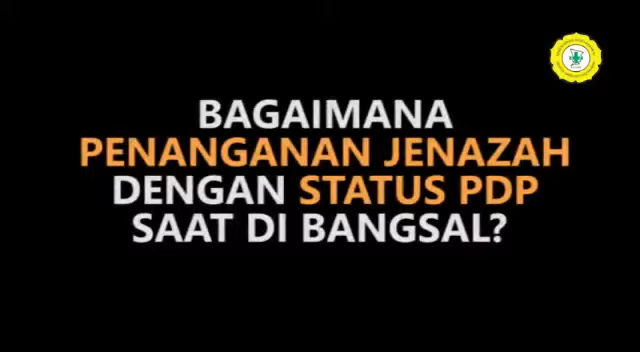 BAGAIMANA
PENANGANAN JENAZAH
DENGAN STATUS PDP
SAAT DI BANGSAL?